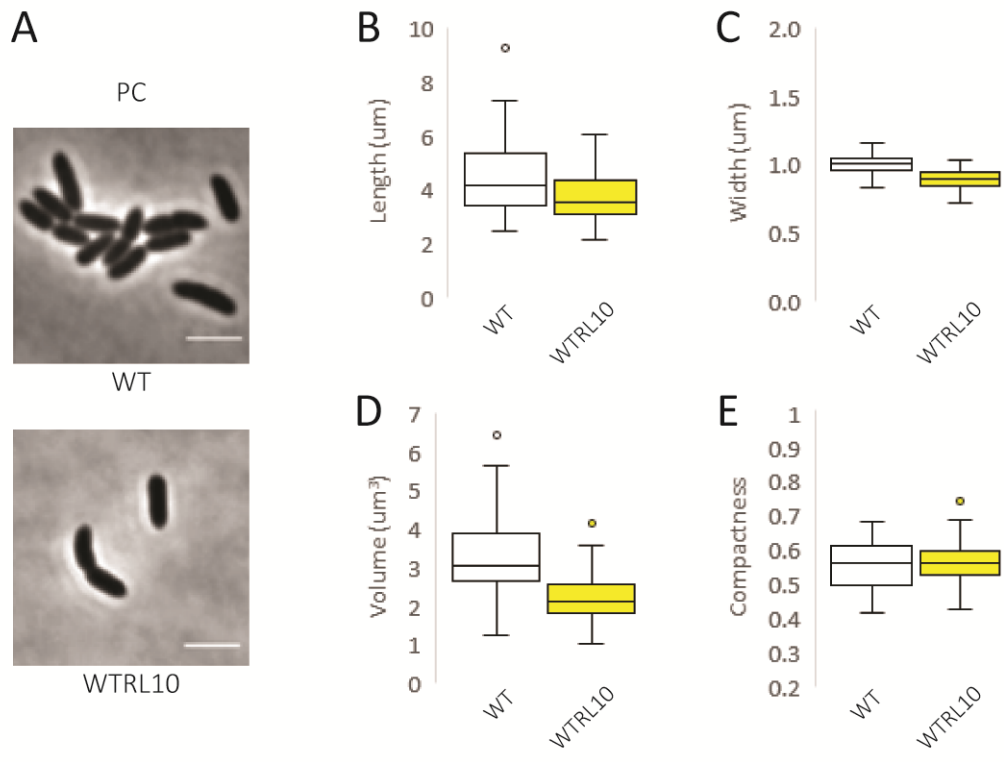 A
PC
WT
WTRL10
B
Length (um)
10
8
6
4
2
0
WT
WTRL10
C
Width (um)
2.0
1.5
1.0
0.5
0.0
WT
WTRL10
D
Volume (um³)
7
6
5
4
3
2
1
0
WT
WTRL10
E
Compactness
1
0.9
0.8
0.7
0.6
0.5
0.4
0.3
0.2
WT
WTRL10